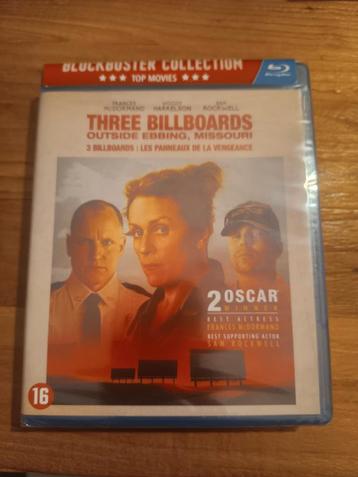 BLOCKBUSTER COLLECTION
TOP MOVIES
FRANCES McDORMAND WOODY HARRELSON SAM ROCKWELL
THREE BILLBOARDS
OUTSIDE EBBING, MISSOURI
3 BILLBOARDS : LES PANNEAUX DE LA VENGEANCE
2 OSCAR
WINNER
BEST ACTRESS
FRANCES McDORMAND
BEST SUPPORTING ACTOR
SAM ROCKWELL
16